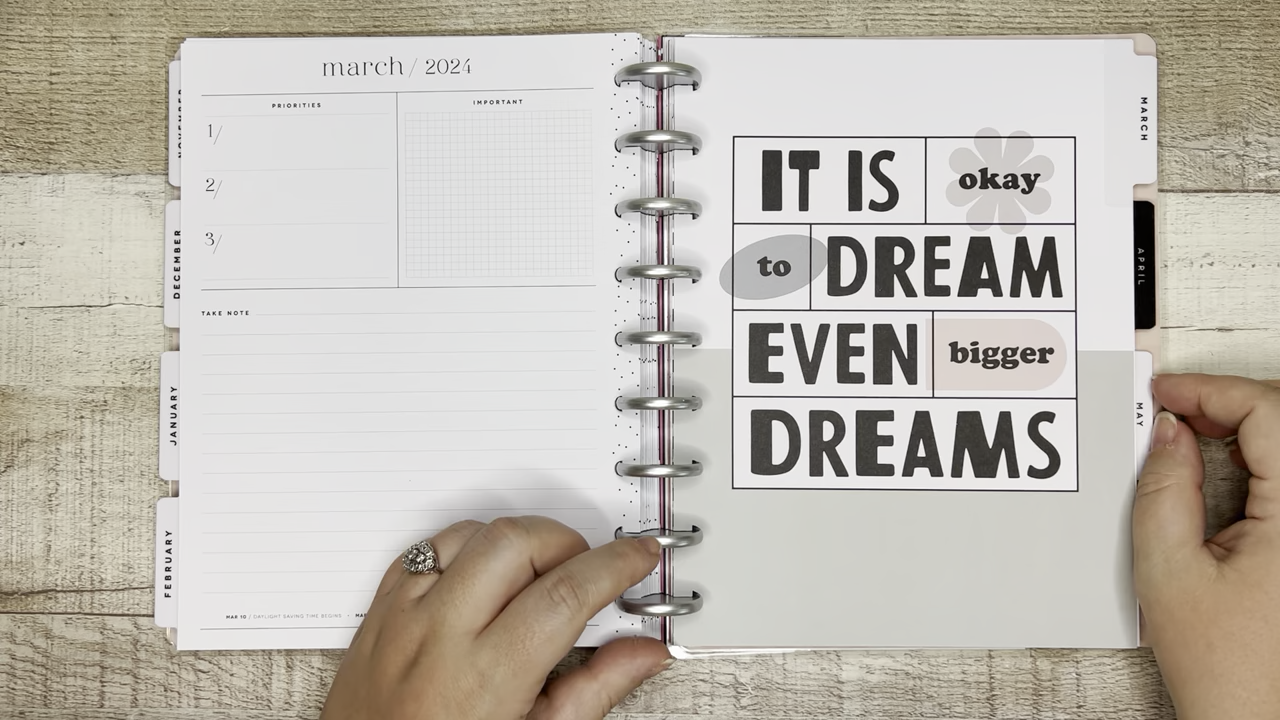 march / 2024
PRIORITIES
IMPORTANT
1/
2/
3/
TAKE NOTE
MAR 10 / DAYLIGHT SAVING TIME BEGINS •
NOVEMBER
DECEMBER
JANUARY
FEBRUARY
IT IS okay
to DREAM
EVEN bigger
DREAMS
MARCH
APRIL
MAY